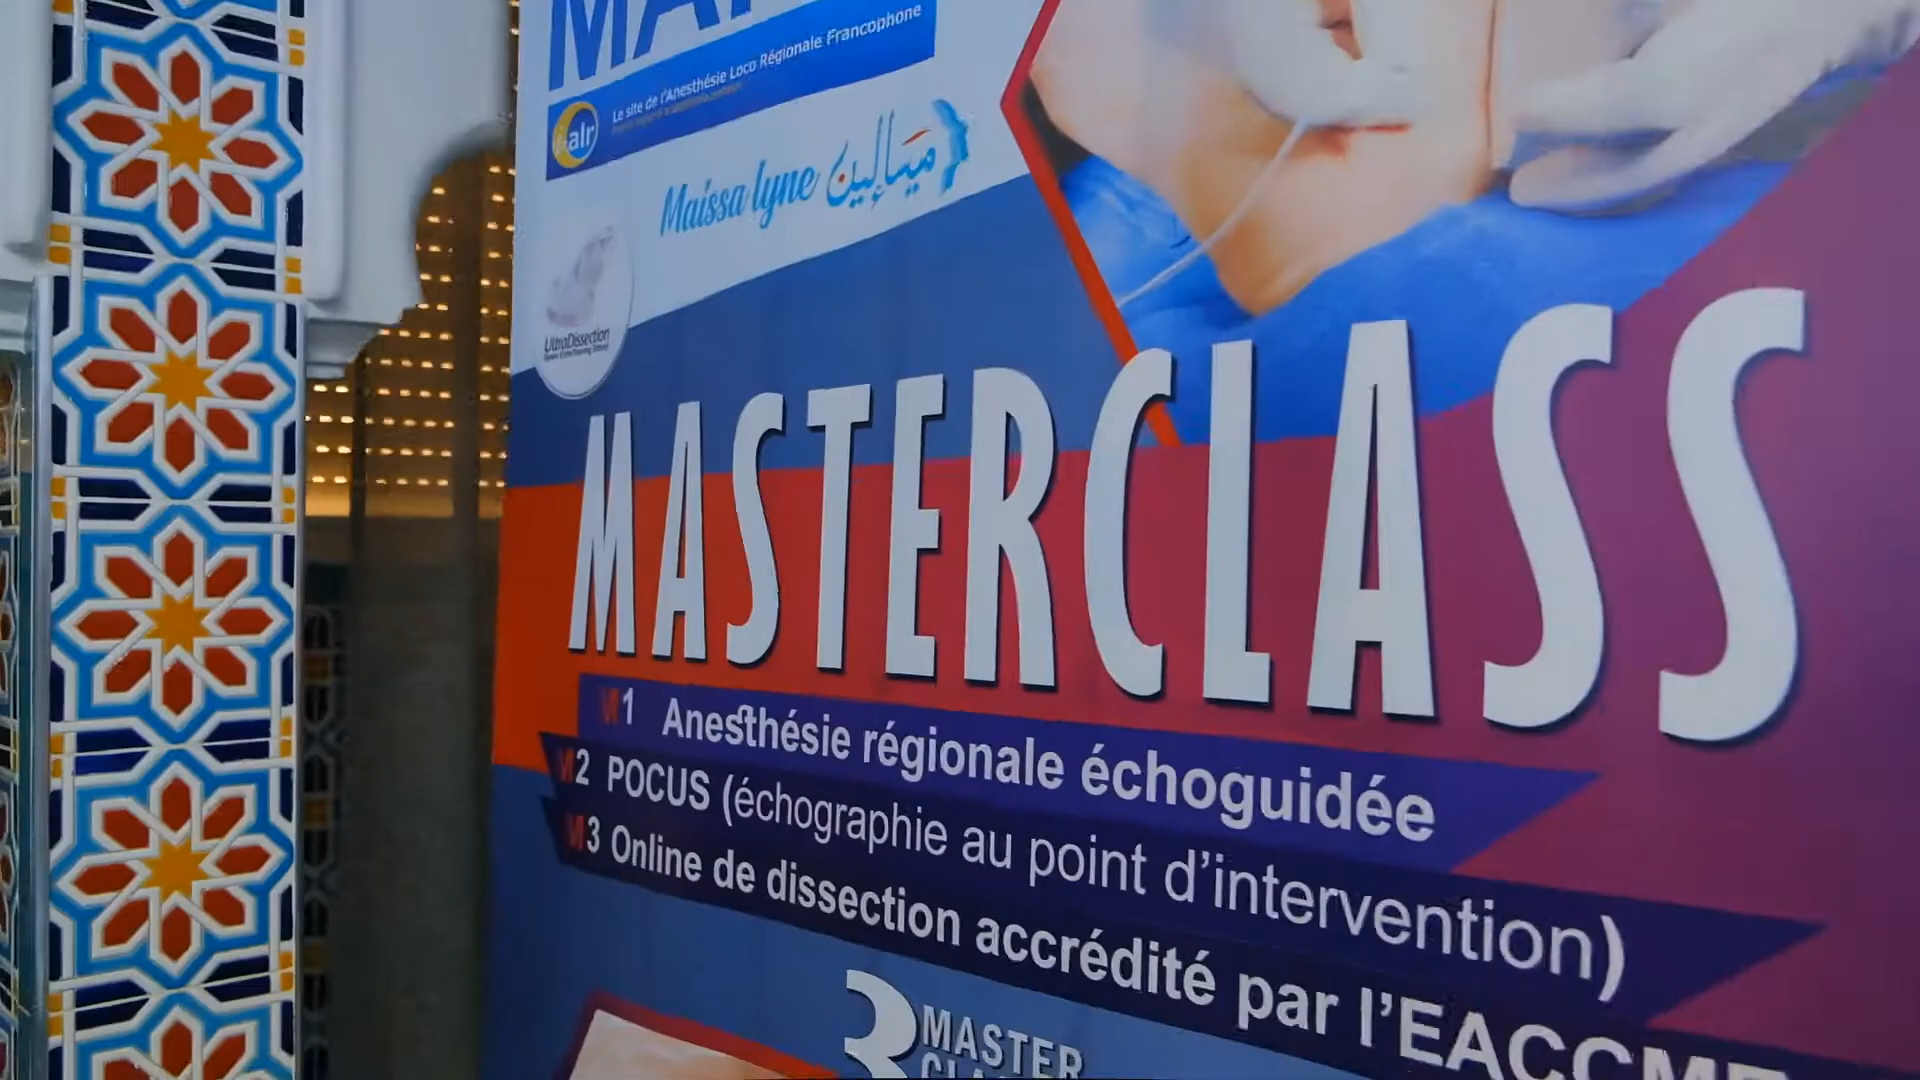 Le site de l'Anesthésie Loco Régionale Francophone
alr
Maissa lyne ميساإلين
UltraDissection
MASTERCLASS
M1 Anesthésie régionale échoguidée
M2 POCUS (échographie au point d'intervention)
M3 Online de dissection accrédité par l'EACCME
3 MASTER